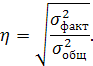 η = √(σ²факт / σ²общ).